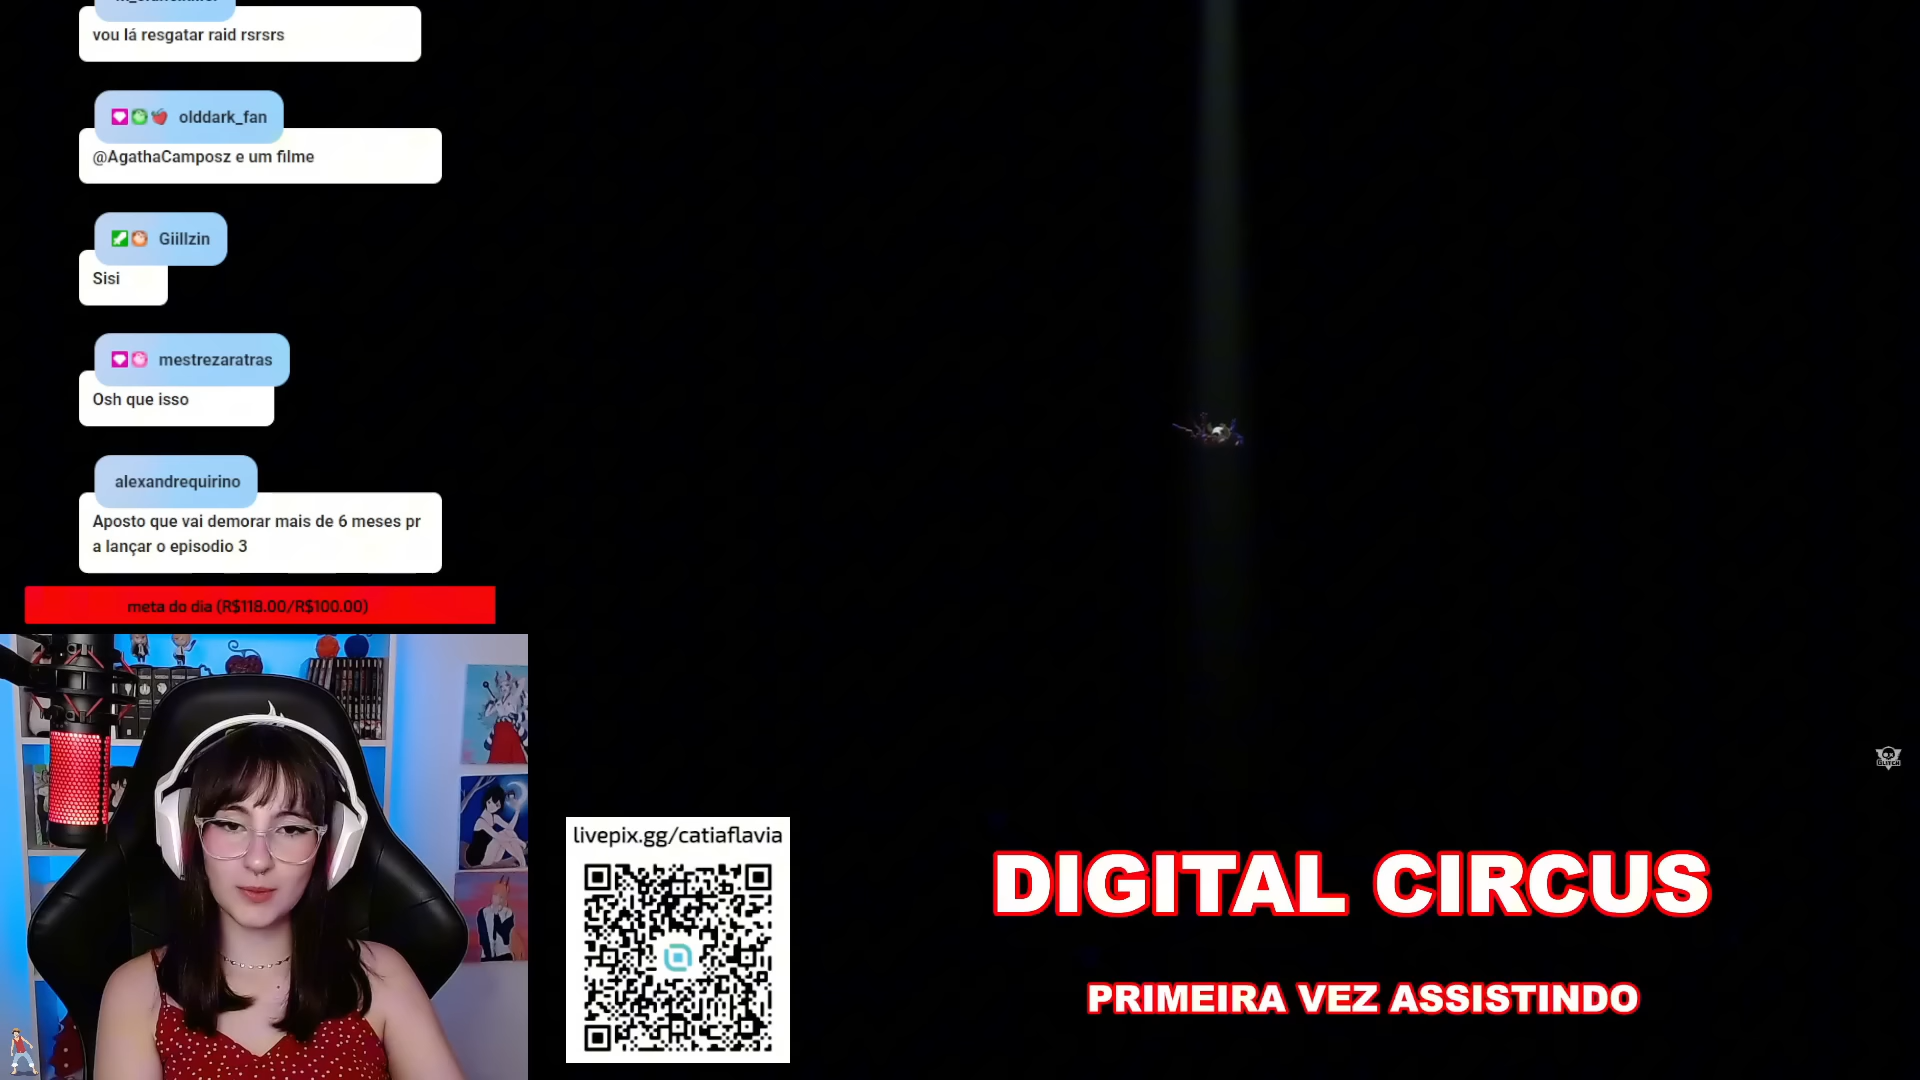 vou lá resgatar raid rsrsrs
olddark_fan
@AgathaCamposz e um filme
Giillzin
Sisi
mestrezaratras
Osh que isso
alexandrequirino
Aposto que vai demorar mais de 6 meses pr
a lançar o episodio 3
meta do dia (R$118.00/R$100.00)
livepix.gg/catiaflavia
DIGITAL CIRCUS
PRIMEIRA VEZ ASSISTINDO
GLITCH